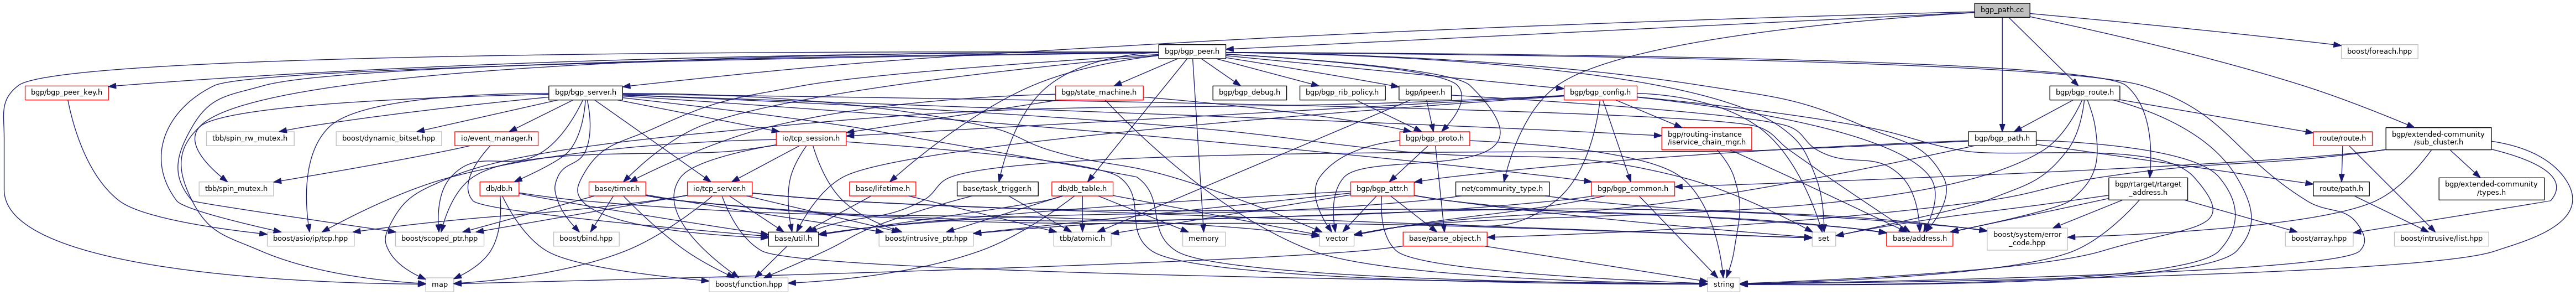 bgp_path.cc
bgp/bgp_peer.h
boost/foreach.hpp
bgp/bgp_peer_key.h
bgp/bgp_server.h
bgp/state_machine.h
bgp/bgp_debug.h
bgp/bgp_rib_policy.h
bgp/ipeer.h
bgp/bgp_config.h
bgp/bgp_route.h
tbb/spin_rw_mutex.h
boost/dynamic_bitset.hpp
io/event_manager.h
io/tcp_session.h
bgp/bgp_proto.h
bgp/routing-instance
/iservice_chain_mgr.h
bgp/bgp_path.h
route/route.h
bgp/extended-community
/sub_cluster.h
tbb/spin_mutex.h
db/db.h
base/timer.h
io/tcp_server.h
base/lifetime.h
base/task_trigger.h
db/db_table.h
bgp/bgp_attr.h
net/community_type.h
bgp/bgp_common.h
bgp/rtarget/rtarget
_address.h
route/path.h
bgp/extended-community
/types.h
boost/asio/ip/tcp.hpp
boost/scoped_ptr.hpp
boost/bind.hpp
base/util.h
boost/intrusive_ptr.hpp
tbb/atomic.h
memory
vector
base/parse_object.h
set
base/address.h
boost/system/error
_code.hpp
boost/array.hpp
boost/intrusive/list.hpp
map
boost/function.hpp
string